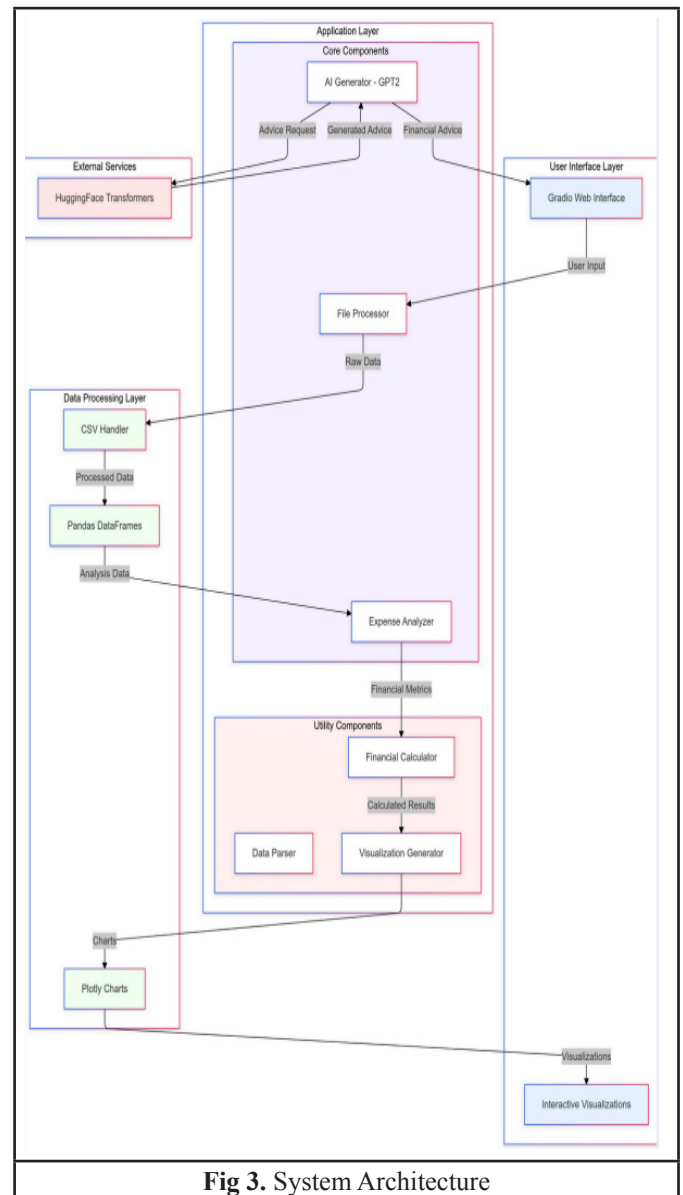 Application Layer
Core Components
AI Generator - GPT2
Advice Request
Generated Advice
Financial Advice
External Services
HuggingFace Transformers
User Interface Layer
Gradio Web Interface
User Input
File Processor
Raw Data
Data Processing Layer
CSV Handler
Processed Data
Pandas DataFrames
Analysis Data
Expense Analyzer
Financial Metrics
Utility Components
Financial Calculator
Calculated Results
Data Parser
Visualization Generator
Charts
Plotly Charts
Visualizations
Interactive Visualizations
Fig 3. System Architecture